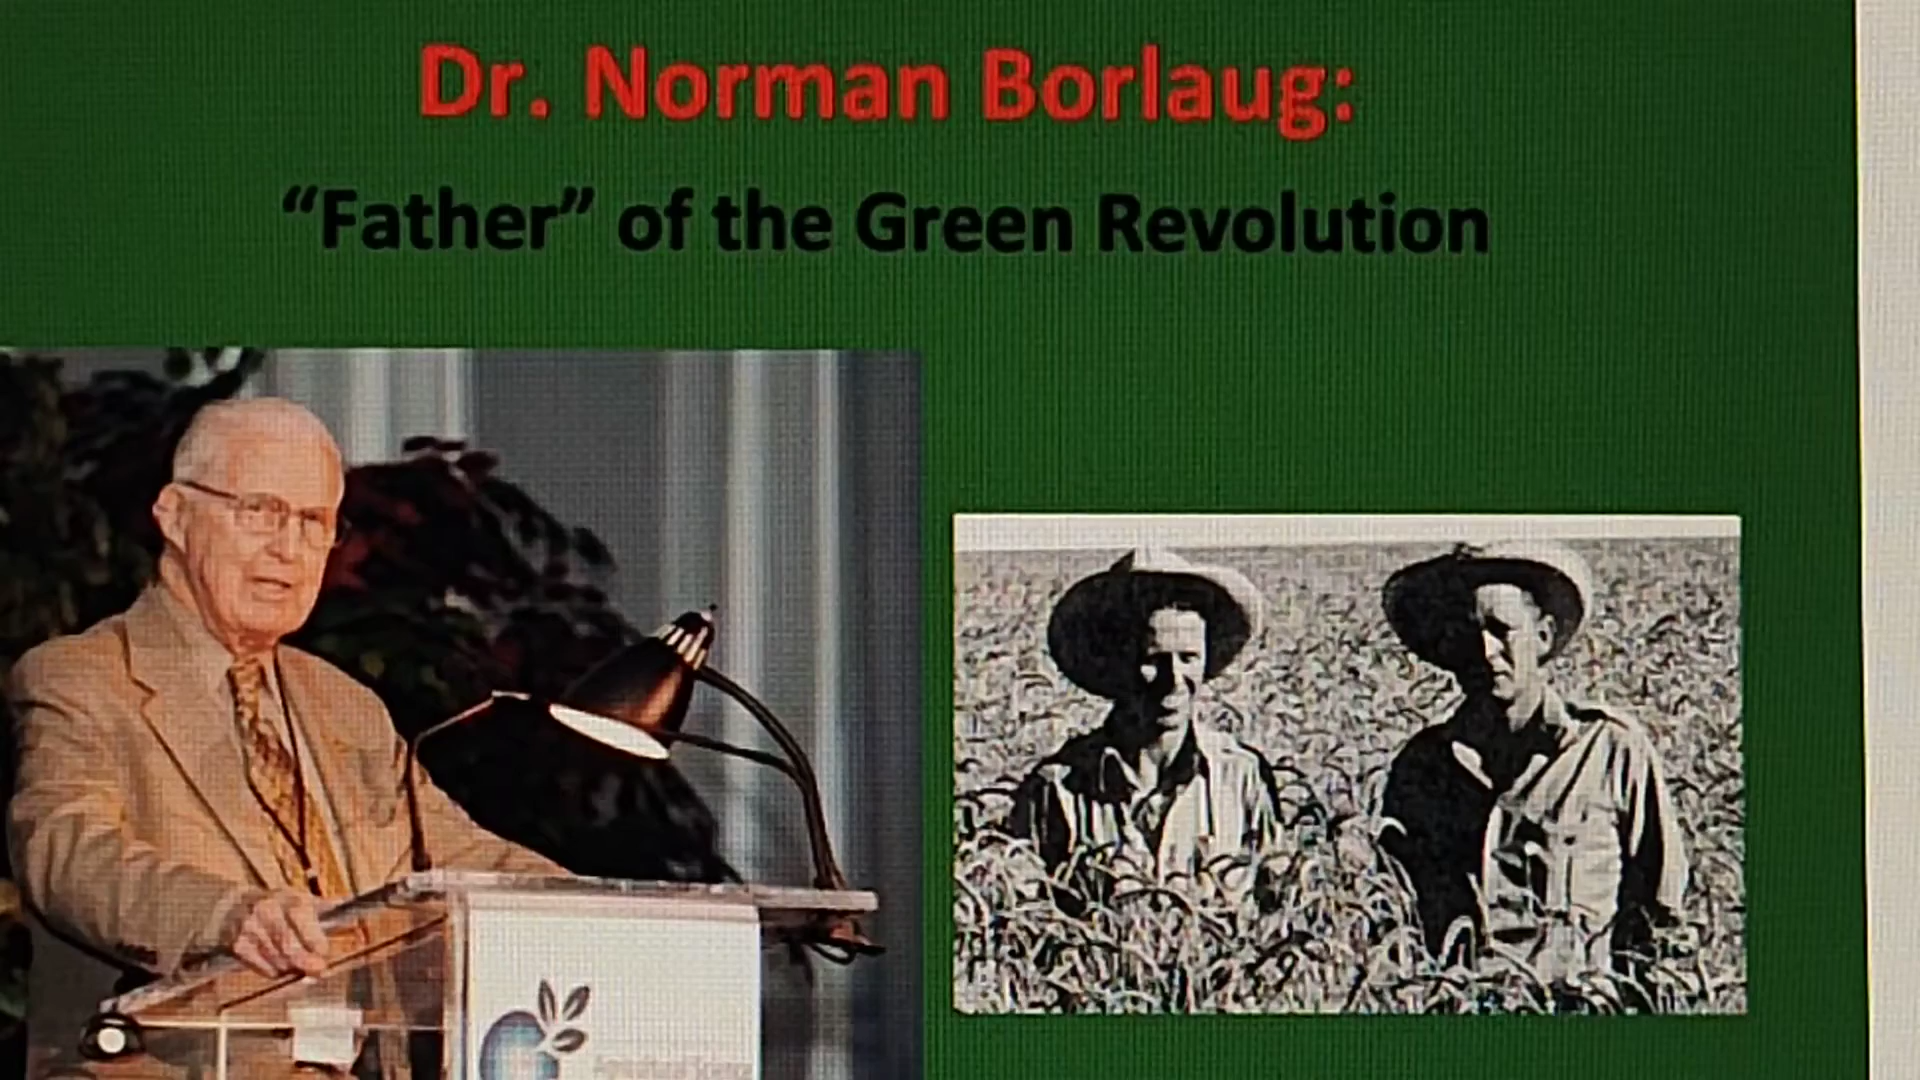 Dr. Norman Borlaug:
“Father” of the Green Revolution